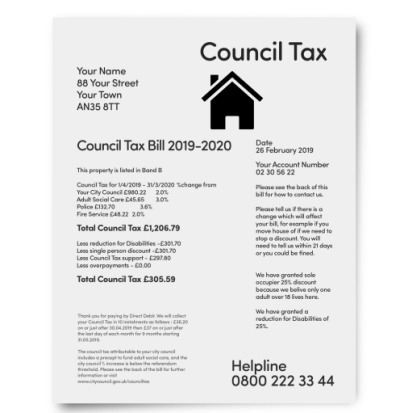 Council Tax
Your Name
88 Your Street
Your Town
AN35 8TT
Council Tax Bill 2019-2020
Date
26 February 2019
Your Account Number
02 30 56 22
This property is listed in Band B
Council Tax for 1/4/2019 - 31/3/2020 %change from
Your City Council £980.22 2.0%
Adult Social Care £45.65 3.0%
Police £132.70 3.6%
Fire Service £48.22 2.0%
Total Council Tax £1,206.79
Less reduction for Disabilities -£301.70
Less single person discount -£301.70
Less Council Tax support - £297.80
Less overpayments - £0.00
Total Council Tax £305.59
Please see the back of this
bill for how to contact us.
Please tell us if there is a
change which will affect
your bill, for example if you
move house of if we need to
stop a discount. You will
need to tell us within 21 days
or you could be fined.
We have granted sole
occupier 25% discount
because we belive only one
adult over 18 lives here.
We have granted a
reduction for Disabilities of
25%.
Thank you for paying by Direct Debit. We will collect
your Council Tax in 10 instalments as follows :
on or just after 30.04.2019 then £37 on or just after
the last day of each month for 9 months starting
31.05.2019.
The council tax attributable to your city council
includes a precept to fund adult social care, and the
city council's increase is below the referendum
threshold. Please see the back of the bill for further
information or visit
www.citycouncil.gov.uk/counciltax
Helpline
0800 222 33 44